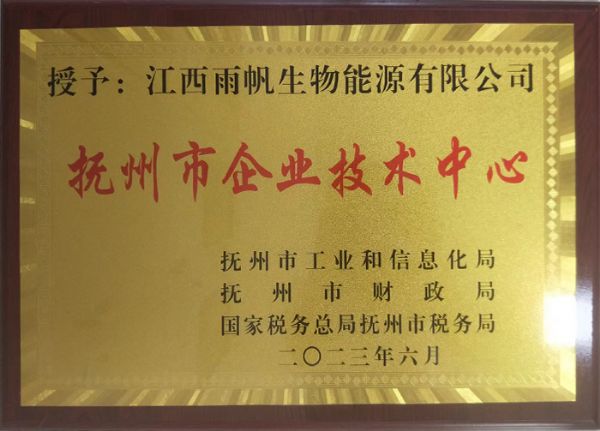 授予：江西雨帆生物能源有限公司
抚州市企业技术中心
抚州市工业和信息化局
抚州市财政局
国家税务总局抚州市税务局
二〇二三年六月